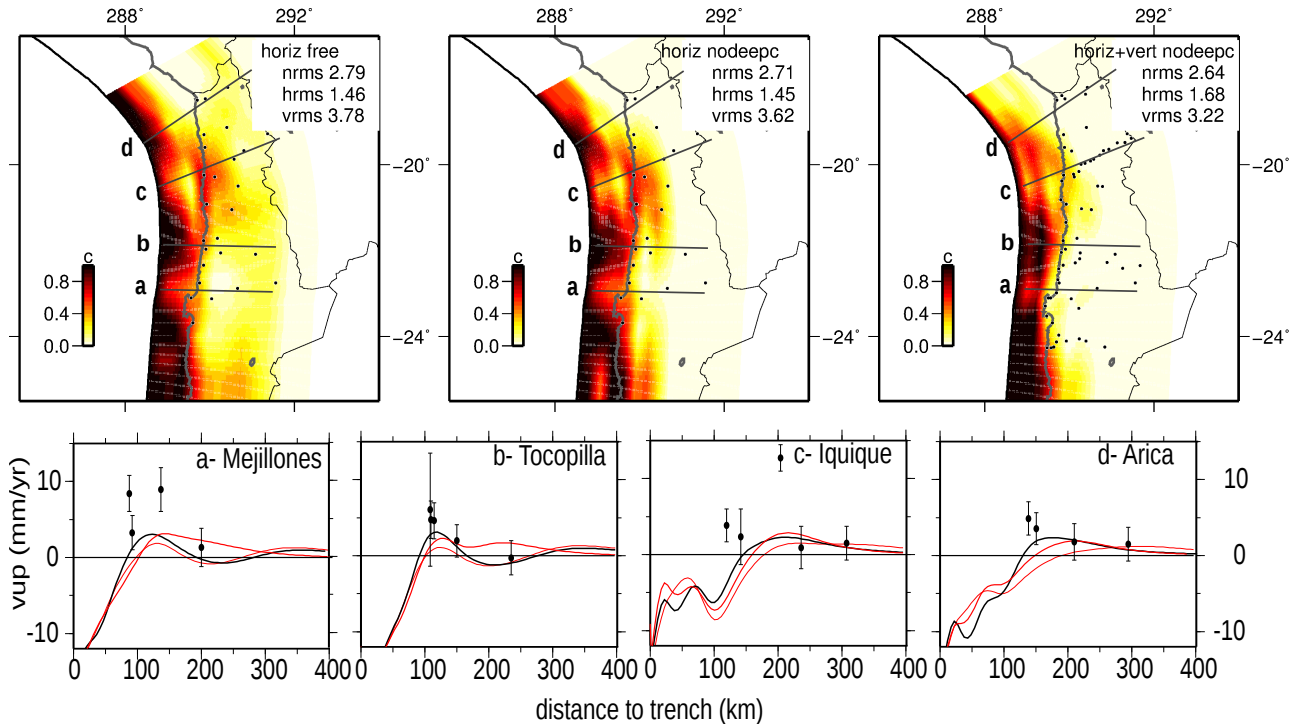 288° 292° 288° 292° 288° 292°
horiz free
nrms 2.79
hrms 1.46
vrms 3.78
horiz nodeepc
nrms 2.71
hrms 1.45
vrms 3.62
horiz+vert nodeepc
nrms 2.64
hrms 1.68
vrms 3.22
d
c
b
a
d
c
b
a
d
c
b
a
−20°
−24°
−20°
−24°
−20°
−24°
c
0.8
0.4
0.0
c
0.8
0.4
0.0
c
0.8
0.4
0.0
a- Mejillones
b- Tocopilla
c- Iquique
d- Arica
vup (mm/yr)
10
0
-10
10
0
-10
0 100 200 300 400
0 100 200 300 400
0 100 200 300 400
0 100 200 300 400
distance to trench (km)